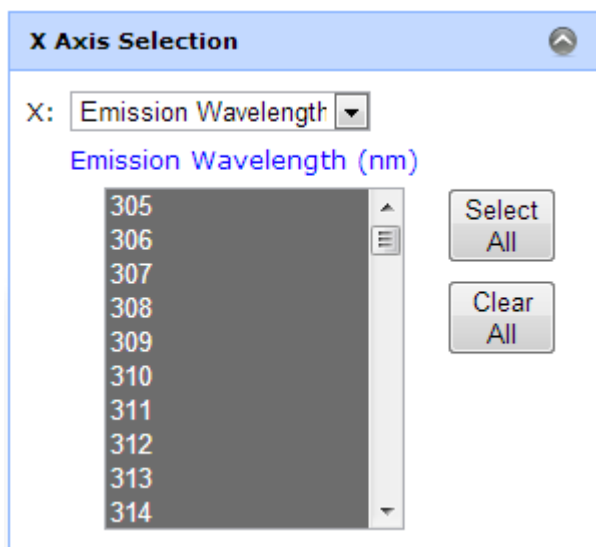 X Axis Selection
X: Emission Wavelength
Emission Wavelength (nm)
305
306
307
308
309
310
311
312
313
314
Select
All
Clear
All